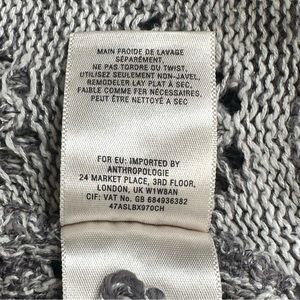 MAIN FROIDE DE LAVAGE
SÉPARÉMENT,
NE PAS TORDRE OU TWIST,
UTILISEZ SEULEMENT NON-JAVEL,
REMODELER LAY PLAT A SEC,
FAIBLE COMME FER NÉCESSAIRES,
PEUT ÊTRE NETTOYÉ A SEC
FOR EU: IMPORTED BY
ANTHROPOLOGIE
24 MARKET PLACE, 3RD FLOOR,
LONDON, UK W1W8AN
CIF: VAT No. GB 684936382
47ASLBX970CH